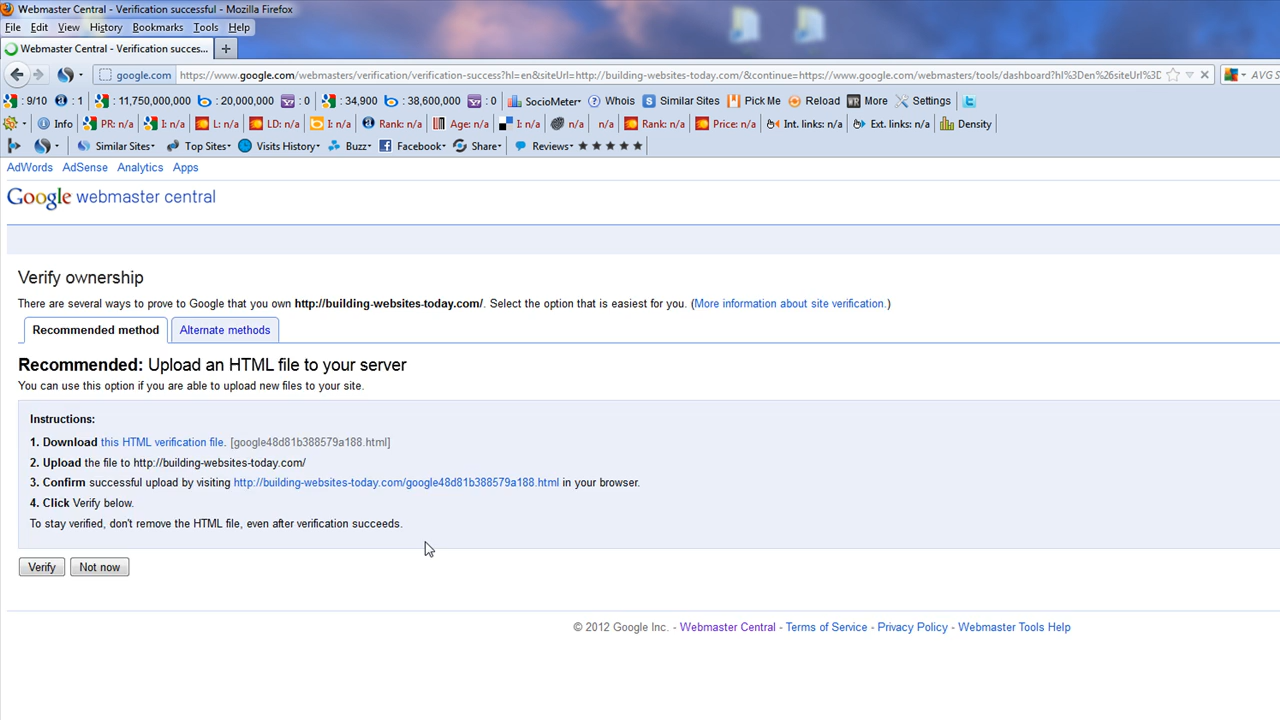 Webmaster Central - Verification successful - Mozilla Firefox
File Edit View History Bookmarks Tools Help
Webmaster Central - Verification succes... +
google.com https://www.google.com/webmasters/verification/verification-success?hl=en&siteUrl=http://building-websites-today.com/&continue=https://www.google.com/webmasters/tools/dashboard?hl%3Den%26siteUrl%3D AVG S
: 9/10 : 1 : 11,750,000,000 : 20,000,000 : 0 : 34,900 : 38,600,000 : 0 SocioMeter Whois Similar Sites Pick Me Reload More Settings
Info PR: n/a I: n/a L: n/a LD: n/a I: n/a Rank: n/a Age: n/a I: n/a n/a n/a Rank: n/a Price: n/a Int. links: n/a Ext. links: n/a Density
Similar Sites Top Sites Visits History Buzz Facebook Share Reviews
AdWords AdSense Analytics Apps
Google webmaster central
Verify ownership
There are several ways to prove to Google that you own http://building-websites-today.com/. Select the option that is easiest for you. (More information about site verification.)
Recommended method Alternate methods
Recommended: Upload an HTML file to your server
You can use this option if you are able to upload new files to your site.
Instructions:
1. Download this HTML verification file. [google48d81b388579a188.html]
2. Upload the file to http://building-websites-today.com/
3. Confirm successful upload by visiting http://building-websites-today.com/google48d81b388579a188.html in your browser.
4. Click Verify below.
To stay verified, don't remove the HTML file, even after verification succeeds.
Verify Not now
© 2012 Google Inc. - Webmaster Central - Terms of Service - Privacy Policy - Webmaster Tools Help